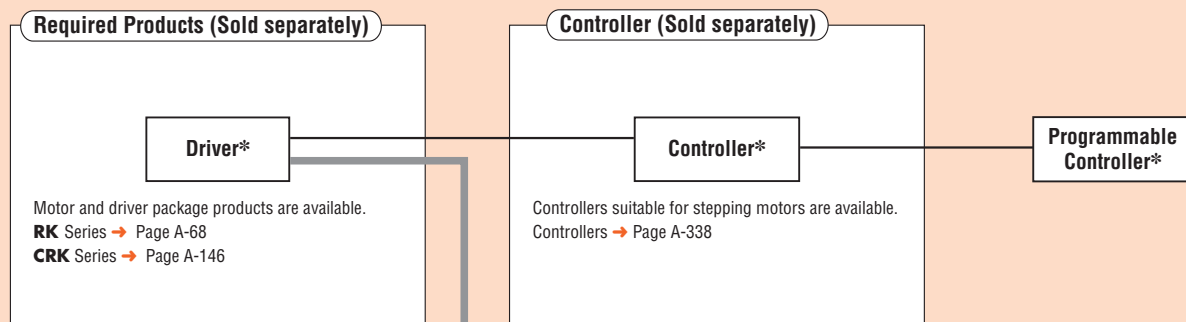 Required Products (Sold separately)
Controller (Sold separately)
Driver*
Controller*
Programmable
Controller*
Motor and driver package products are available.
RK Series → Page A-68
CRK Series → Page A-146
Controllers suitable for stepping motors are available.
Controllers → Page A-338